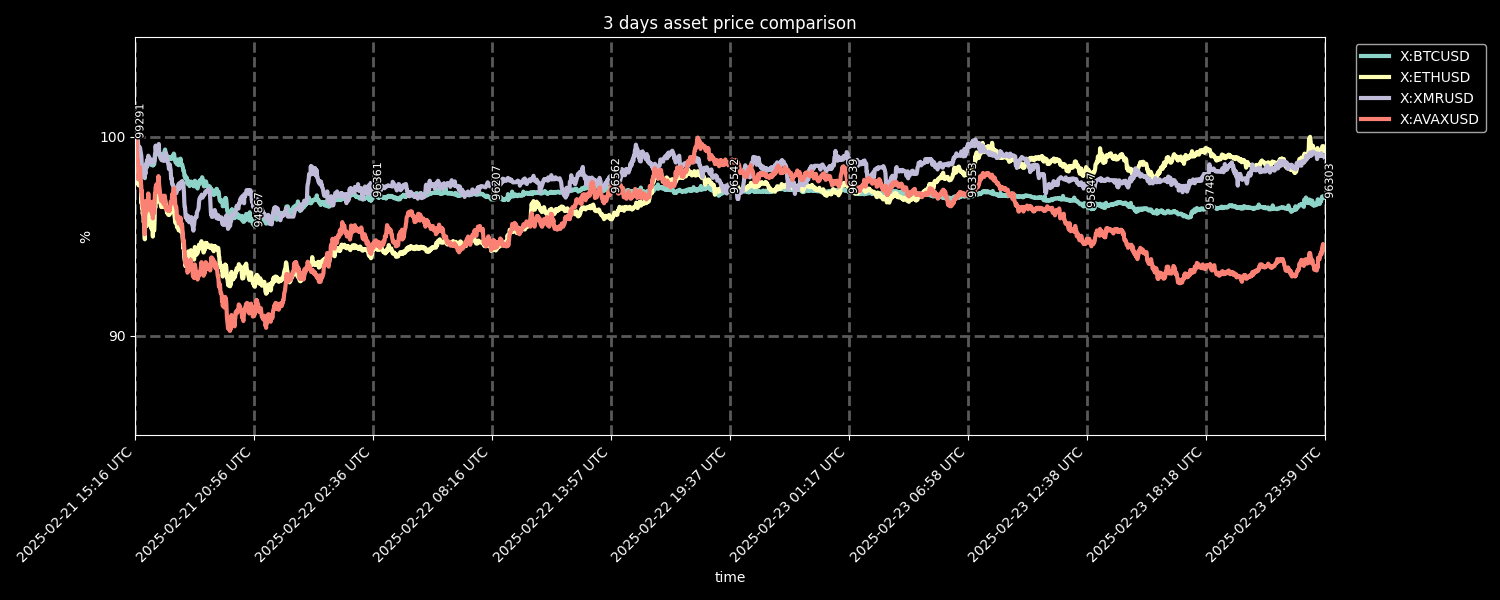 3 days asset price comparison
X:BTCUSD
X:ETHUSD
X:XMRUSD
X:AVAXUSD
100
90
%
99291
94867
96361
96207
96562
96542
96339
96353
95748
96303
2025-02-21 15:16 UTC
2025-02-21 20:56 UTC
2025-02-22 02:36 UTC
2025-02-22 08:16 UTC
2025-02-22 13:57 UTC
2025-02-22 19:37 UTC
2025-02-23 01:17 UTC
2025-02-23 06:58 UTC
2025-02-23 12:38 UTC
2025-02-23 18:18 UTC
2025-02-23 23:59 UTC
time